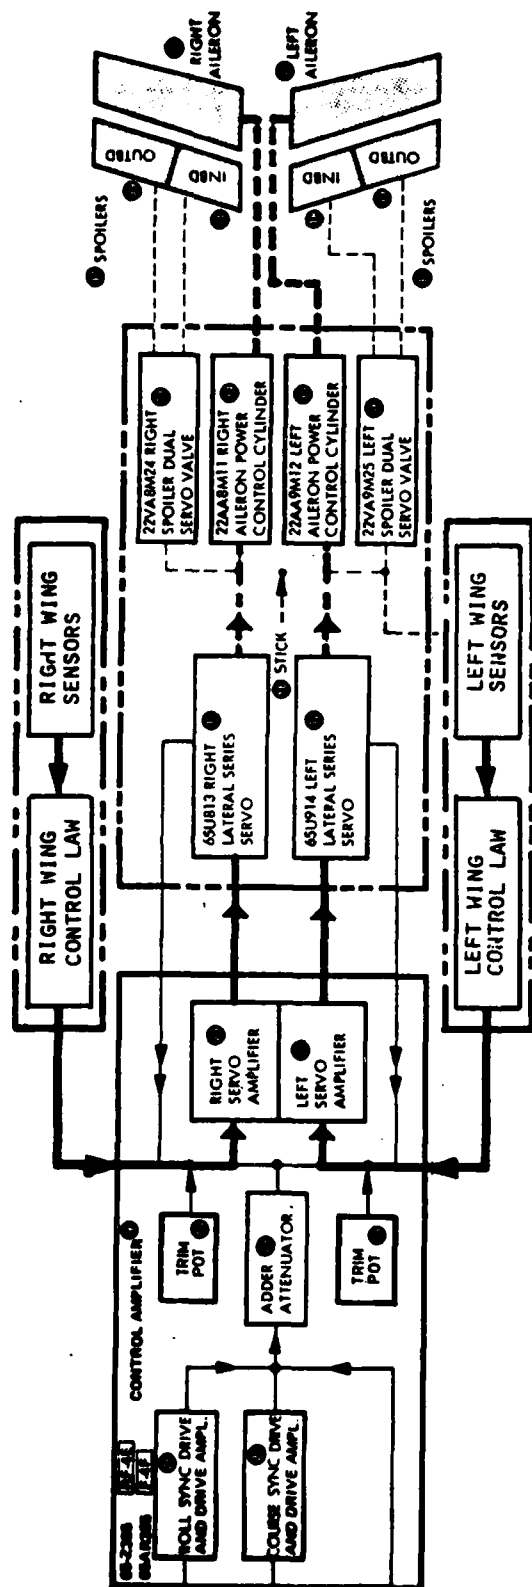 RIGHT WING
CONTROL LAW
RIGHT WING
SENSORS
CONTROL AMPLIFIER
ROLL SYNC DRIVE
AND DRIVE AMPL.
COURSE SYNC DRIVE
AND DRIVE AMPL.
TRIM
POT
ADDER
ATTENUATOR.
TRIM
POT
RIGHT
SERVO
AMPLIFIER
LEFT
SERVO
AMPLIFIER
65U813 RIGHT
LATERAL SERIES
SERVO
STICK
65U914 LEFT
LATERAL SERIES
SERVO
22VA8M24 RIGHT
SPOILER DUAL
SERVO VALVE
22AA8M11 RIGHT
AILERON POWER
CONTROL CYLINDER
22AA9M12 LEFT
AILERON POWER
CONTROL CYLINDER
22VA9M25 LEFT
SPOILER DUAL
SERVO VALVE
SPOILERS
OUTBD
INBD
RIGHT
AILERON
LEFT
AILERON
INBD
OUTBD
SPOILERS
LEFT WING
CONTROL LAW
LEFT WING
SENSORS